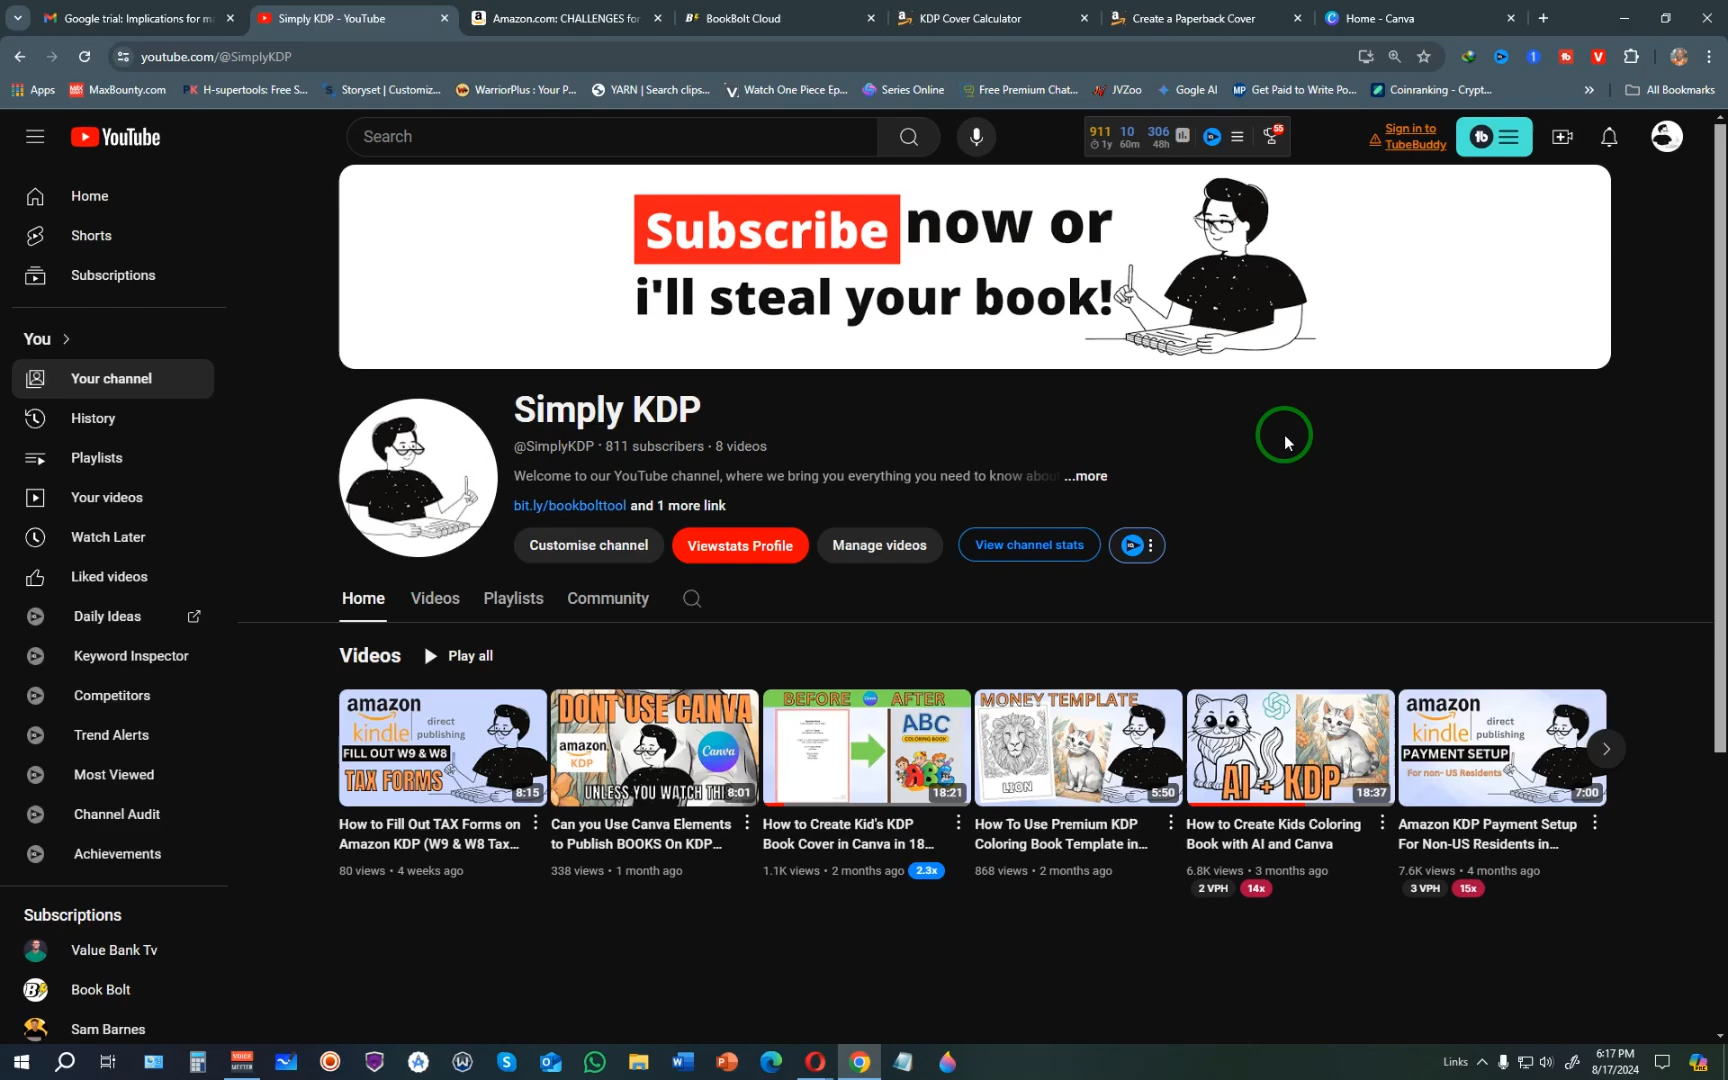 Google trial: Implications for ma
Simply KDP - YouTube
Amazon.com: CHALLENGES for
BookBolt Cloud
KDP Cover Calculator
Create a Paperback Cover
Home - Canva
youtube.com/@SimplyKDP
Apps
MaxBounty.com
H-supertools: Free S...
Storyset | Customiz...
WarriorPlus : Your P...
YARN | Search clips...
Watch One Piece Ep...
Series Online
Free Premium Chat...
JVZoo
Gogle AI
Get Paid to Write Po...
Coinranking - Crypt...
All Bookmarks
YouTube
Search
911 10 306
1y 60m 48h
55
Sign in to
TubeBuddy
tb
Home
Shorts
Subscriptions
You
Your channel
History
Playlists
Your videos
Watch Later
Liked videos
Daily Ideas
Keyword Inspector
Competitors
Trend Alerts
Most Viewed
Channel Audit
Achievements
Subscriptions
Value Bank Tv
Book Bolt
Sam Barnes
Subscribe now or
i'll steal your book!
Simply KDP
@SimplyKDP · 811 subscribers · 8 videos
Welcome to our YouTube channel, where we bring you everything you need to know about ...more
bit.ly/bookbolttool and 1 more link
Customise channel
Viewstats Profile
Manage videos
View channel stats
Home
Videos
Playlists
Community
Videos
Play all
amazon
kindle direct publishing
FILL OUT W9 & W8
TAX FORMS
8:15
How to Fill Out TAX Forms on
Amazon KDP (W9 & W8 Tax...
80 views · 4 weeks ago
DONT USE CANVA
amazon
KDP
Canva
UNLESS YOU WATCH THI
8:01
Can you Use Canva Elements
to Publish BOOKS On KDP...
338 views · 1 month ago
BEFORE AFTER
ABC
COLORING BOOK
ABC
18:21
How to Create Kid's KDP
Book Cover in Canva in 18...
1.1K views · 2 months ago 2.3x
MONEY TEMPLATE
LION
5:50
How To Use Premium KDP
Coloring Book Template in...
868 views · 2 months ago
AI + KDP
18:37
How to Create Kids Coloring
Book with AI and Canva
6.8K views · 3 months ago
2 VPH 14x
amazon
kindle direct publishing
PAYMENT SETUP
For non- US Residents
7:00
Amazon KDP Payment Setup
For Non-US Residents in...
7.6K views · 4 months ago
3 VPH 15x
Links
6:17 PM
8/17/2024